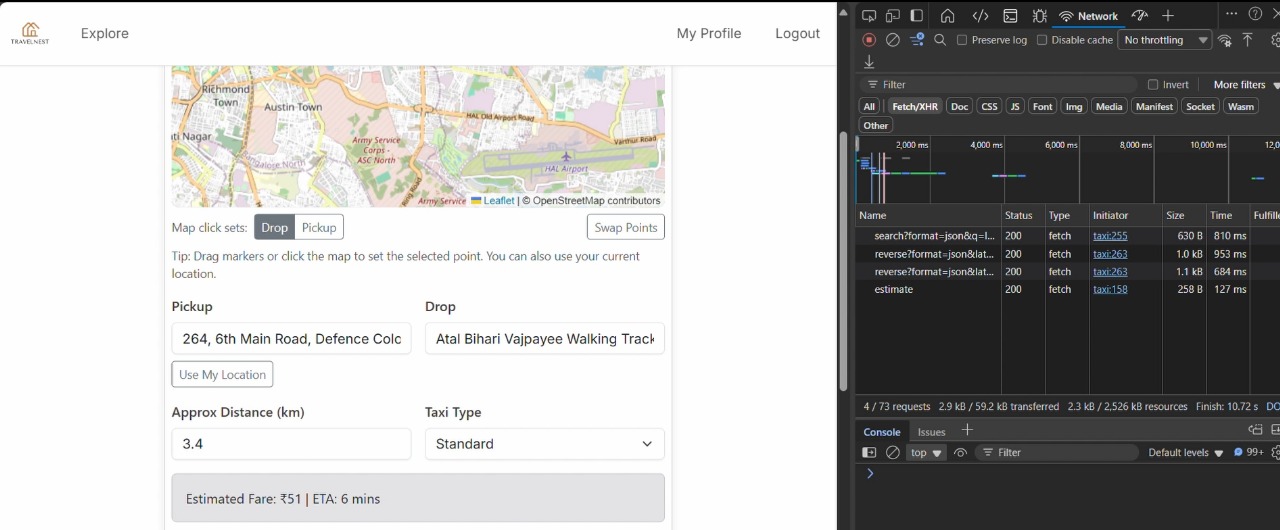 TRAVELNEST
Explore
My Profile
Logout
Richmond
Town
Austin-Town
ti Nagar
Bangalore North
Army Service
Corps -
ASC North
Ring Road
Army Service
HAL Old Airport Road
Varthur Road
HAL Airport
Leaflet | © OpenStreetMap contributors
Map click sets: Drop Pickup
Swap Points
Tip: Drag markers or click the map to set the selected point. You can also use your current
location.
Pickup
Drop
264, 6th Main Road, Defence Colo
Atal Bihari Vajpayee Walking Track
Use My Location
Approx Distance (km)
Taxi Type
3.4
Standard
Estimated Fare: ₹51 | ETA: 6 mins
Network
Preserve log
Disable cache
No throttling
Filter
Invert
More filters
All Fetch/XHR Doc CSS JS Font Img Media Manifest Socket Wasm
Other
2,000 ms 4,000 ms 6,000 ms 8,000 ms 10,000 ms 12,0
Name Status Type Initiator Size Time Fulfille
search?format=json&q=l... 200 fetch taxi:255 630 B 810 ms
reverse?format=json&lat... 200 fetch taxi:263 1.0 kB 953 ms
reverse?format=json&lat... 200 fetch taxi:263 1.1 kB 684 ms
estimate 200 fetch taxi:158 258 B 127 ms
4 / 73 requests 2.9 kB / 59.2 kB transferred 2.3 kB / 2,526 kB resources Finish: 10.72 s DO
Console Issues
top Filter Default levels 99+